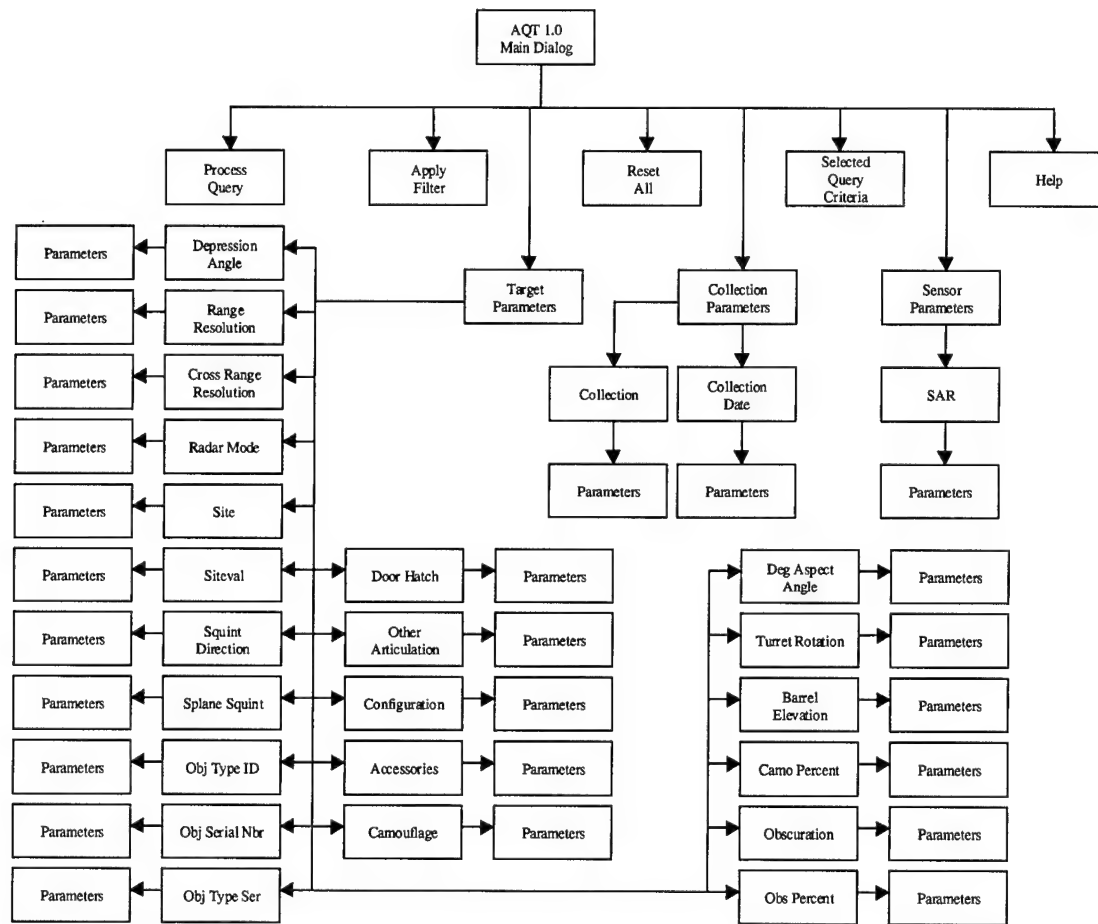 AQT 1.0
Main Dialog
Process
Query
Apply
Filter
Reset
All
Selected
Query
Criteria
Help
Parameters
Depression
Angle
Target
Parameters
Collection
Parameters
Sensor
Parameters
Parameters
Range
Resolution
Parameters
Cross Range
Resolution
Collection
Collection
Date
SAR
Parameters
Radar Mode
Parameters
Parameters
Parameters
Parameters
Site
Parameters
Siteval
Door Hatch
Parameters
Deg Aspect
Angle
Parameters
Parameters
Squint
Direction
Other
Articulation
Parameters
Turret Rotation
Parameters
Parameters
Splane Squint
Configuration
Parameters
Barrel
Elevation
Parameters
Parameters
Obj Type ID
Accessories
Parameters
Camo Percent
Parameters
Parameters
Obj Serial Nbr
Camouflage
Parameters
Obscuration
Parameters
Parameters
Obj Type Ser
Obs Percent
Parameters